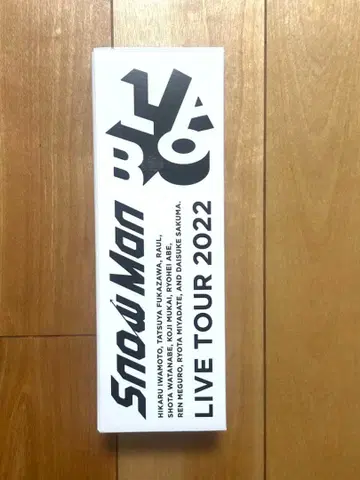 Snow Man
HIKARU IWAMOTO, TATSUYA FUKAZAWA, RAUL,
SHOTA WATANABE, KOJI MUKAI, RYOHEI ABE,
REN MEGURO, RYOTA MIYADATE, AND DAISUKE SAKUMA.
LIVE TOUR 2022